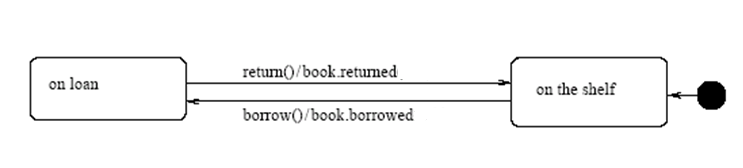 return()/book.returned
on loan
on the shelf
borrow()/book.borrowed